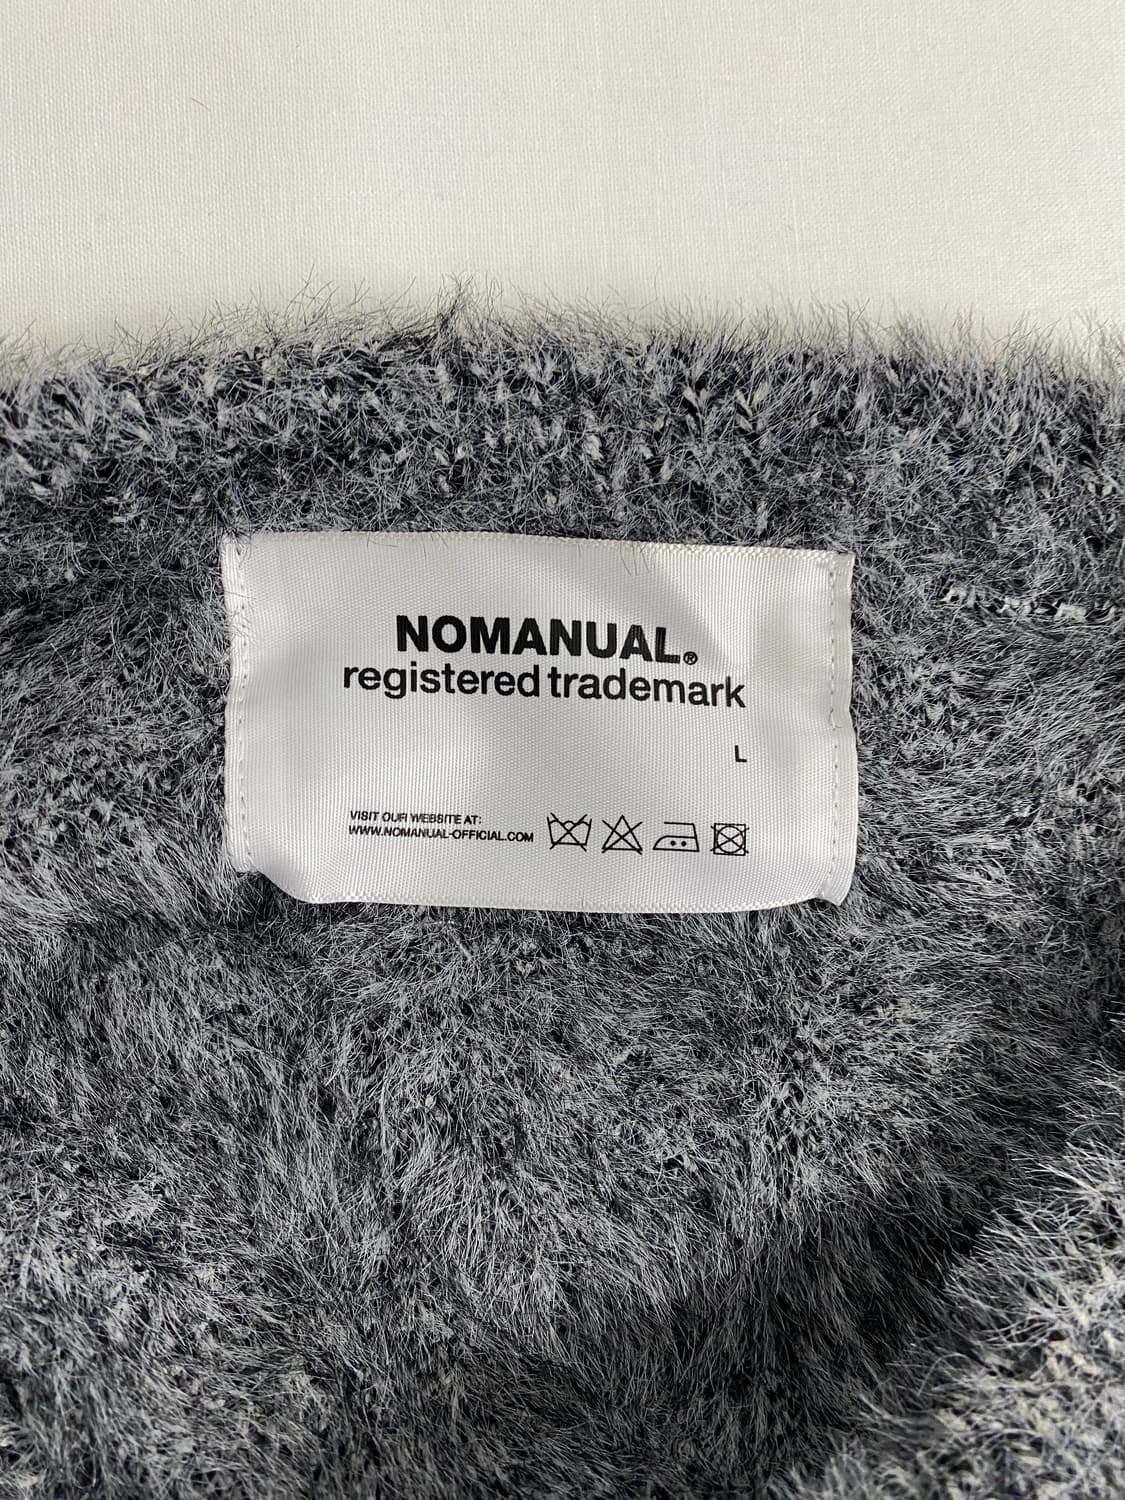 NOMANUAL®
registered trademark
L
VISIT OUR WEBSITE AT:
WWW.NOMANUAL-OFFICIAL.COM